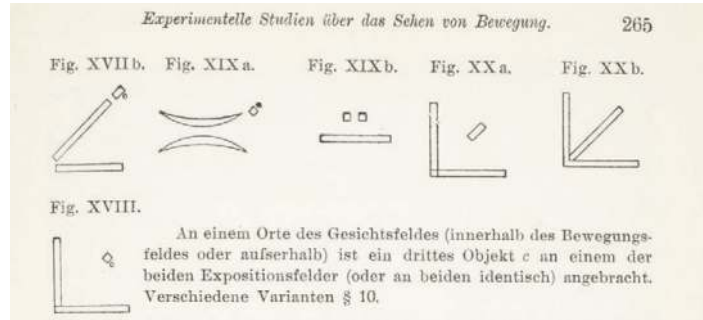 Experimentelle Studien über das Sehen von Bewegung. 265
Fig. XVII b. Fig. XIX a. Fig. XIX b. Fig. XX a. Fig. XX b.
Fig. XVIII.
An einem Orte des Gesichtsfeldes (innerhalb des Bewegungs-
feldes oder aufserhalb) ist ein drittes Objekt c an einem der
beiden Expositionsfelder (oder an beiden identisch) angebracht.
Verschiedene Varianten § 10.